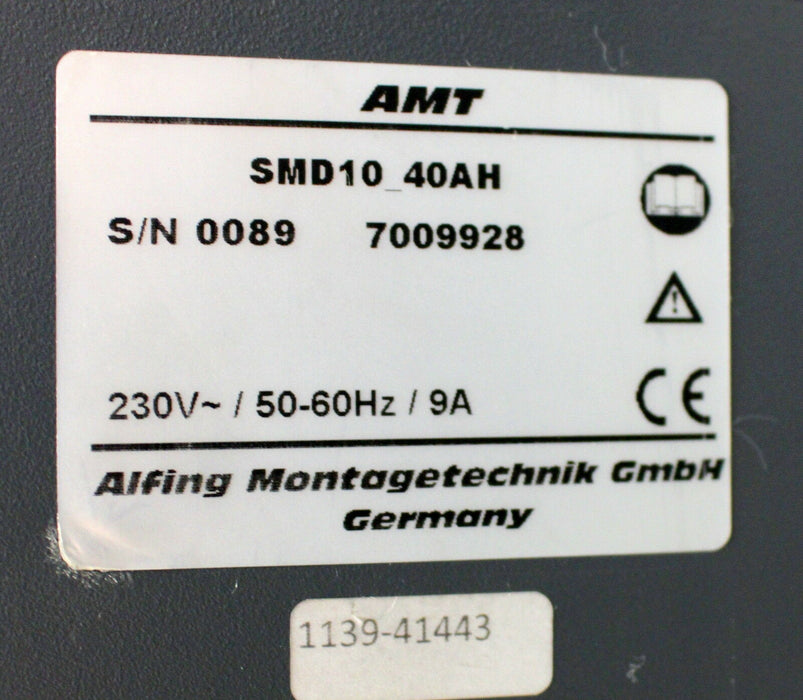 AMT
SMD10_40AH
S/N 0089 7009928
230V~ / 50-60Hz / 9A
CE
Alfing Montagetechnik GmbH
Germany
1139-41443